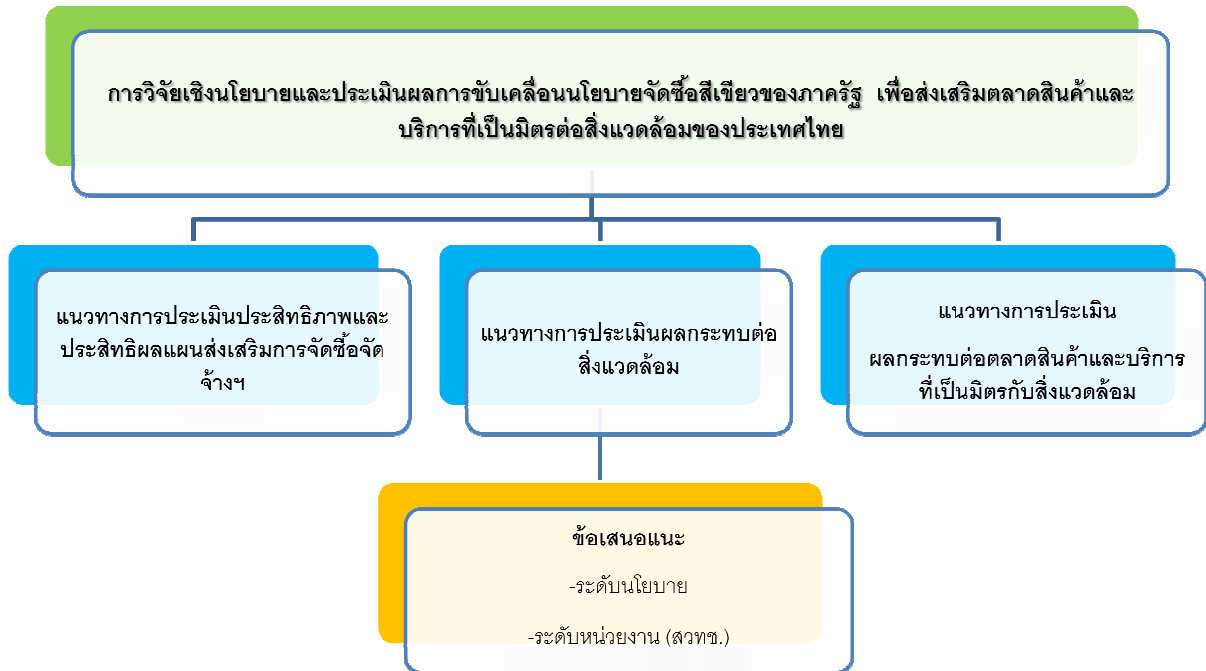 การวิจัยเชิงนโยบายและประเมินผลการขับเคลื่อนนโยบายจัดซื้อสีเขียวของภาครัฐ เพื่อส่งเสริมตลาดสินค้าและ
บริการที่เป็นมิตรต่อสิ่งแวดล้อมของประเทศไทย
แนวทางการประเมินประสิทธิภาพและ
ประสิทธิผลแผนส่งเสริมการจัดซื้อจัด
จ้างฯ
แนวทางการประเมินผลกระทบต่อ
สิ่งแวดล้อม
แนวทางการประเมิน
ผลกระทบต่อตลาดสินค้าและบริการ
ที่เป็นมิตรกับสิ่งแวดล้อม
ข้อเสนอแนะ
-ระดับนโยบาย
-ระดับหน่วยงาน (สวทช.)